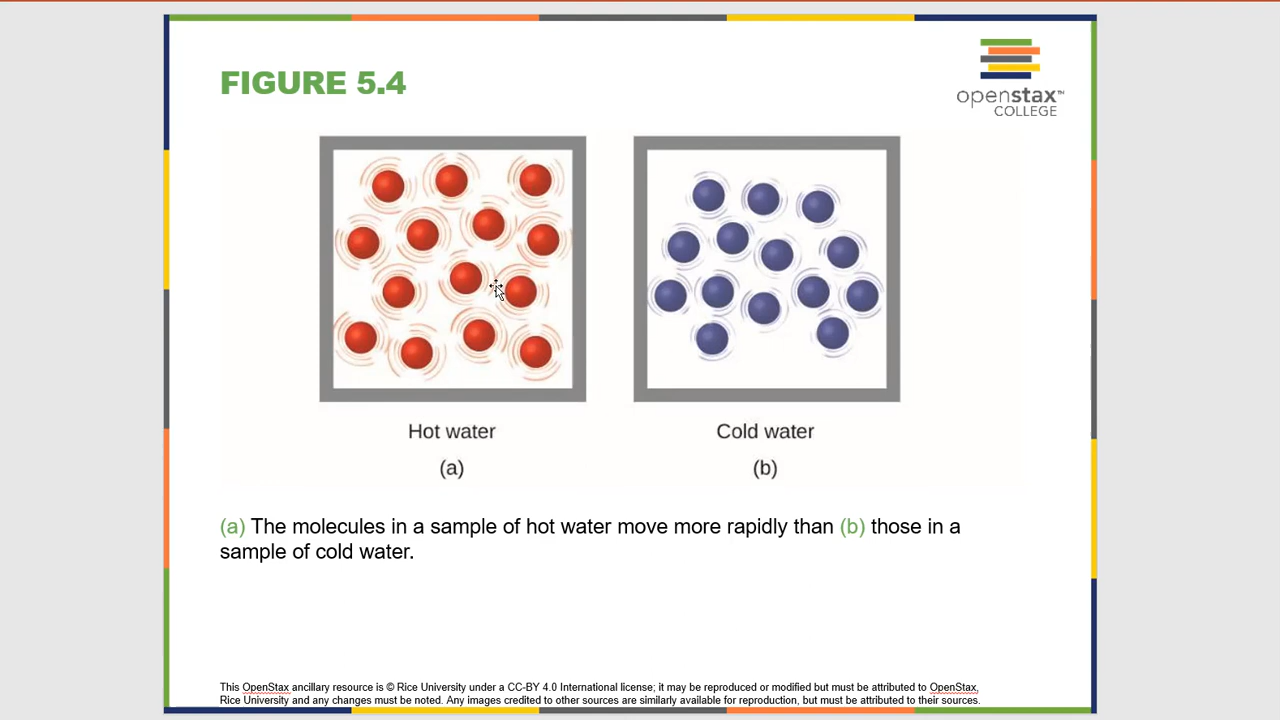 FIGURE 5.4
openstax™
COLLEGE
Hot water
Cold water
(a)
(b)
(a) The molecules in a sample of hot water move more rapidly than (b) those in a
sample of cold water.
This OpenStax ancillary resource is © Rice University under a CC-BY 4.0 International license; it may be reproduced or modified but must be attributed to OpenStax,
Rice University and any changes must be noted. Any images credited to other sources are similarly available for reproduction, but must be attributed to their sources.